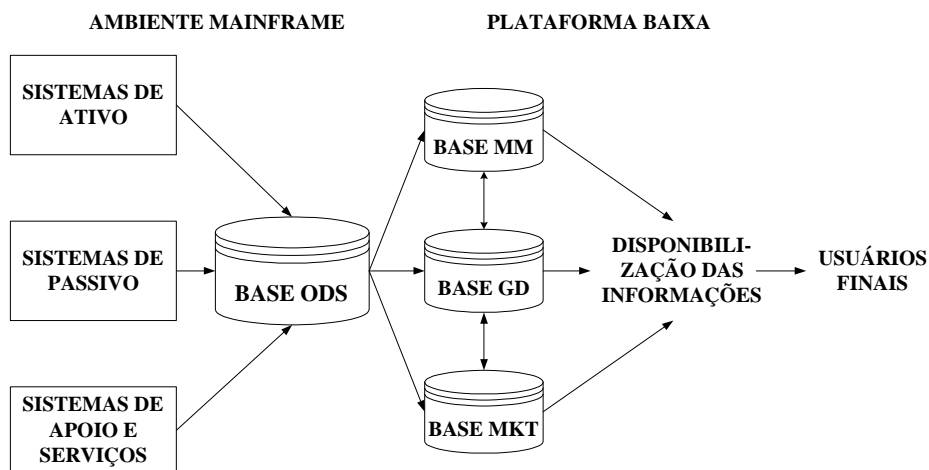 AMBIENTE MAINFRAME
PLATAFORMA BAIXA
SISTEMAS DE
ATIVO
SISTEMAS DE
PASSIVO
SISTEMAS DE
APOIO E
SERVIÇOS
BASE ODS
BASE MM
BASE GD
BASE MKT
DISPONIBILI-
ZAÇÃO DAS
INFORMAÇÕES
USUÁRIOS
FINAIS